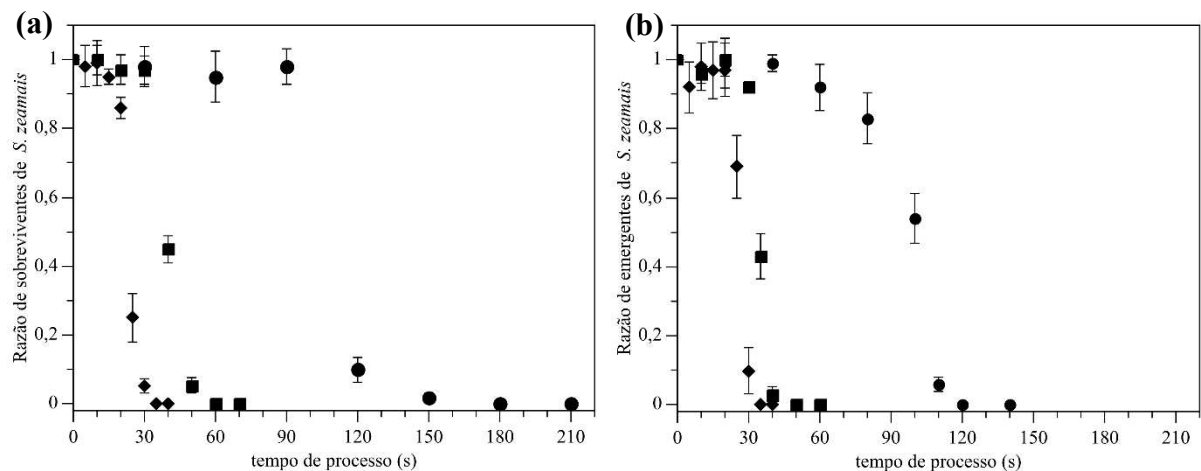 (a)
Razão de sobreviventes de S. zeamais
1
0,8
0,6
0,4
0,2
0
0 30 60 90 120 150 180 210
tempo de processo (s)
(b)
Razão de emergentes de S. zeamais
1
0,8
0,6
0,4
0,2
0
0 30 60 90 120 150 180 210
tempo de processo (s)